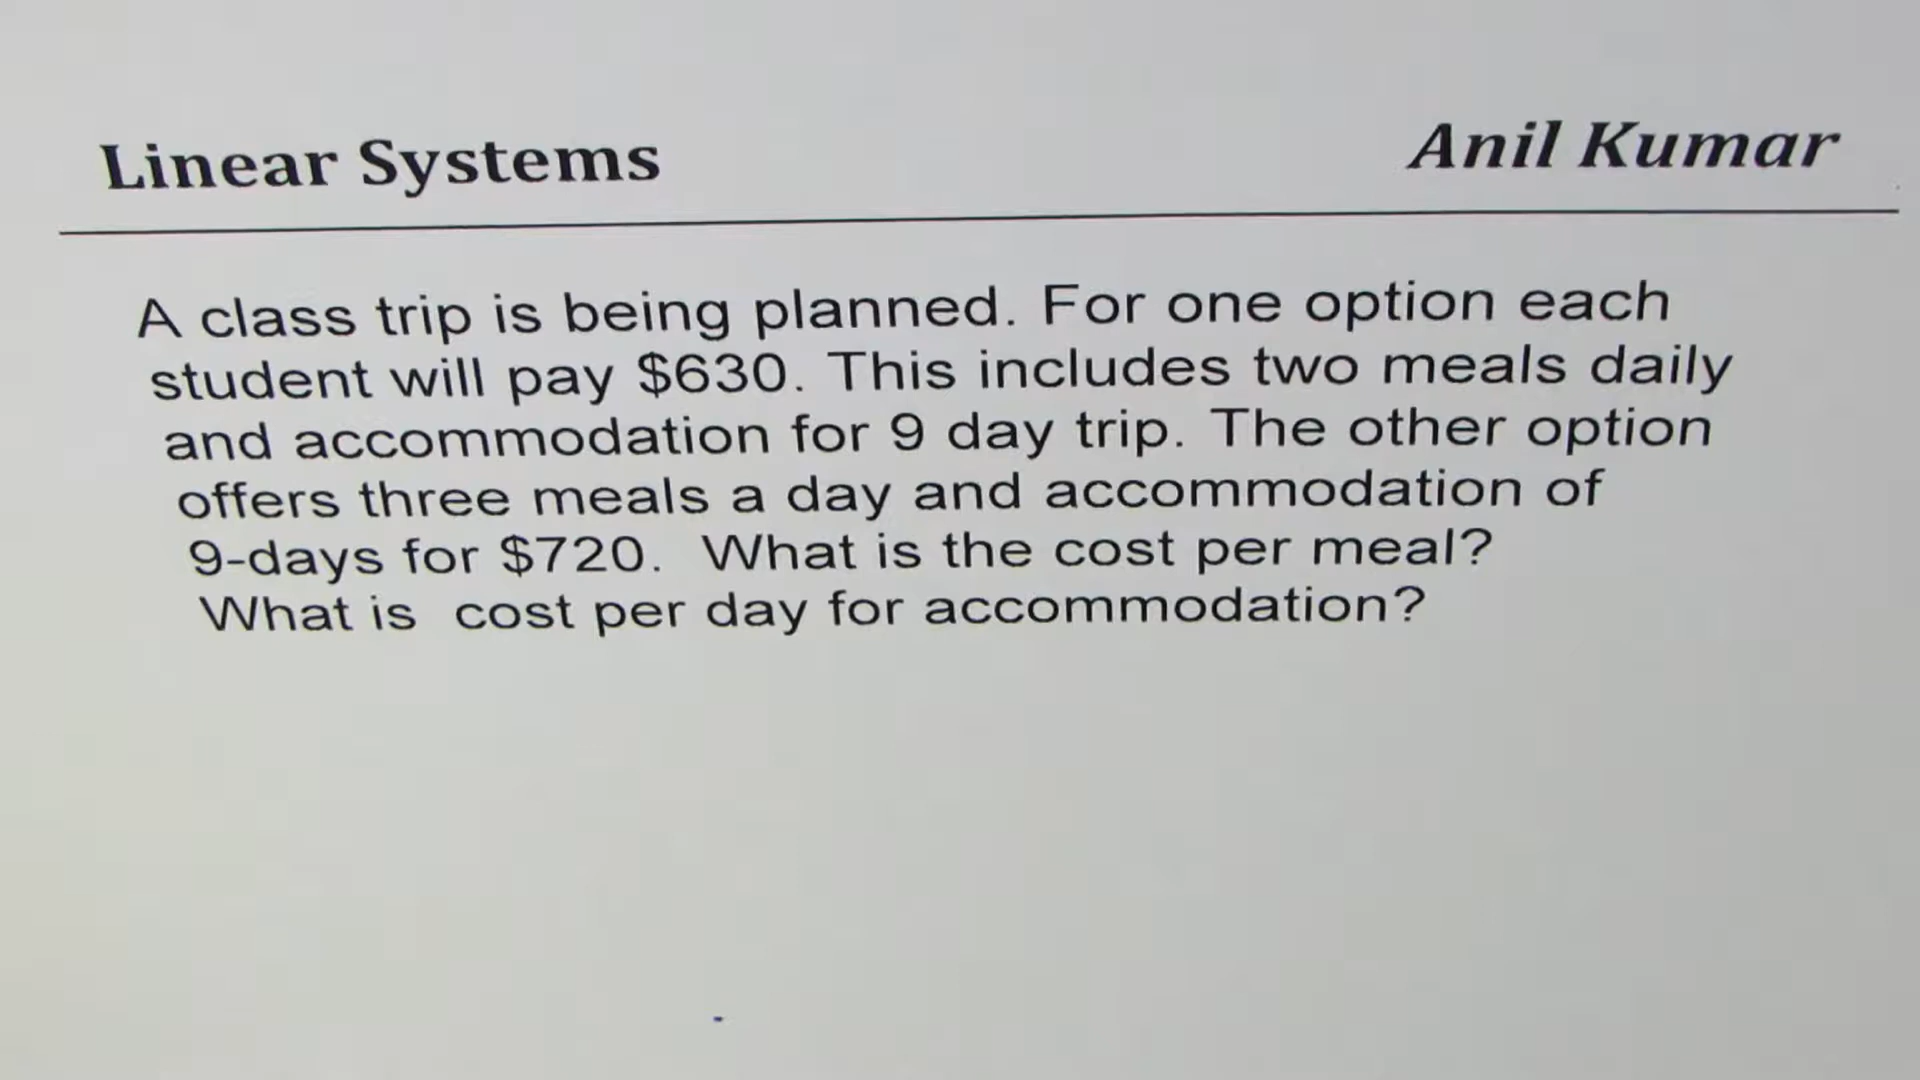 Linear Systems
Anil Kumar
A class trip is being planned. For one option each
student will pay $630. This includes two meals daily
and accommodation for 9 day trip. The other option
offers three meals a day and accommodation of
9-days for $720. What is the cost per meal?
What is cost per day for accommodation?